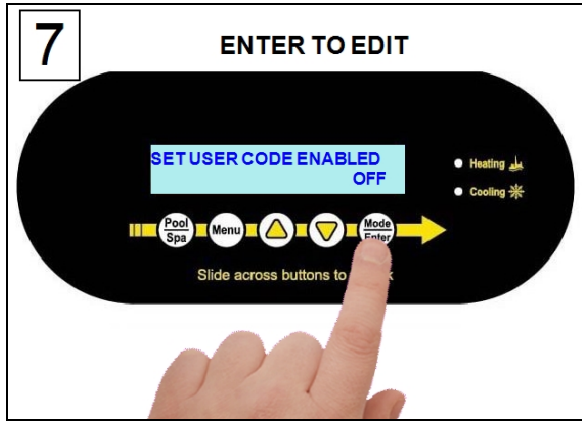 7
ENTER TO EDIT
SET USER CODE ENABLED
OFF
Heating
Cooling
Pool
Spa
Menu
Mode
Enter
Slide across buttons to